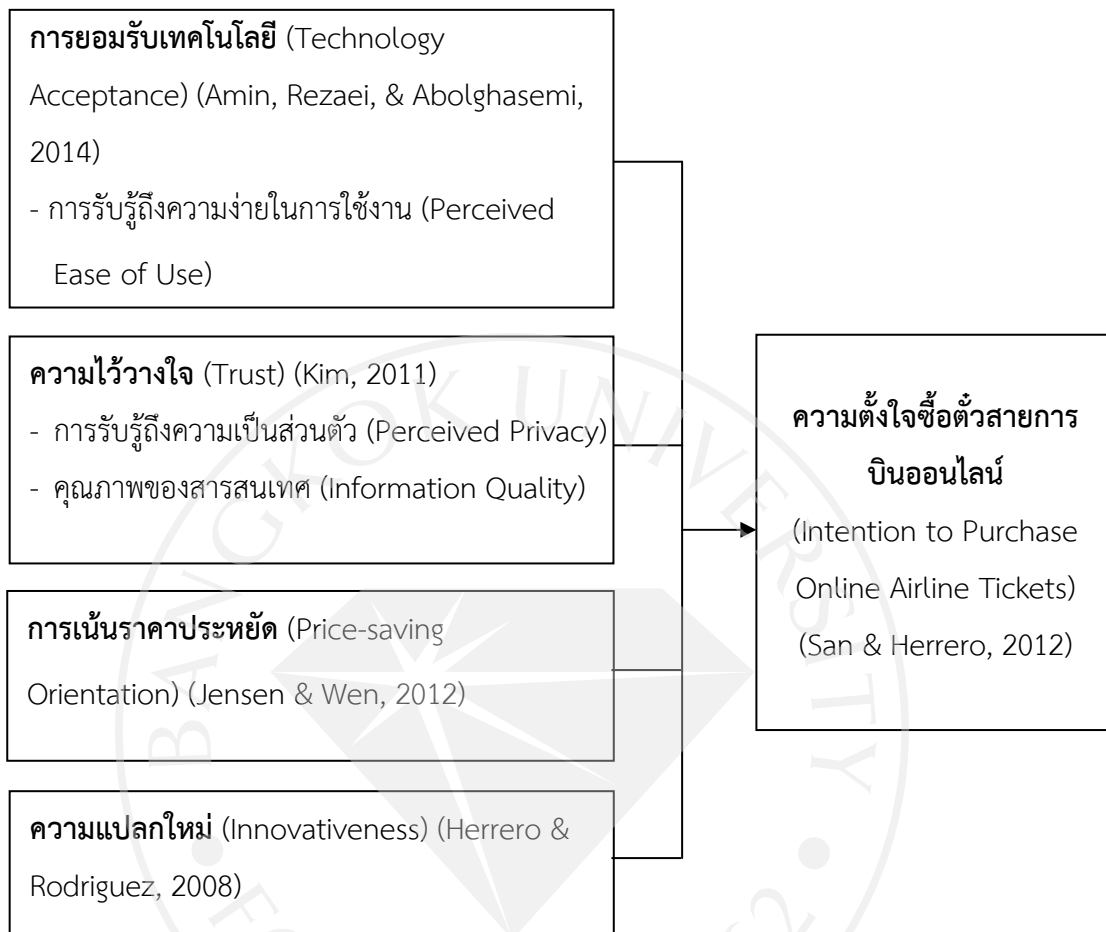 การยอมรับเทคโนโลยี (Technology
Acceptance) (Amin, Rezaei, & Abolghasemi,
2014)
- การรับรู้ถึงความง่ายในการใช้งาน (Perceived
Ease of Use)
ความไว้วางใจ (Trust) (Kim, 2011)
- การรับรู้ถึงความเป็นส่วนตัว (Perceived Privacy)
- คุณภาพของสารสนเทศ (Information Quality)
การเน้นราคาประหยัด (Price-saving
Orientation) (Jensen & Wen, 2012)
ความแปลกใหม่ (Innovativeness) (Herrero &
Rodriguez, 2008)
ความตั้งใจซื้อตั๋วสายการ
บินออนไลน์
(Intention to Purchase
Online Airline Tickets)
(San & Herrero, 2012)
BANGKOK UNIVERSITY